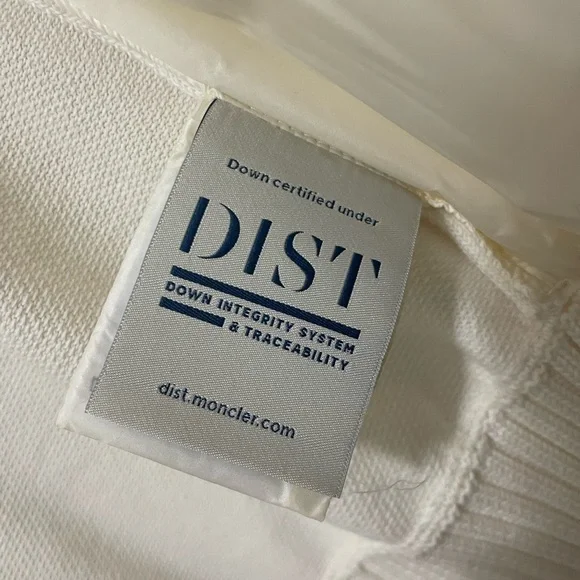 Down certified under
DIST
DOWN INTEGRITY SYSTEM
& TRACEABILITY
dist.moncler.com